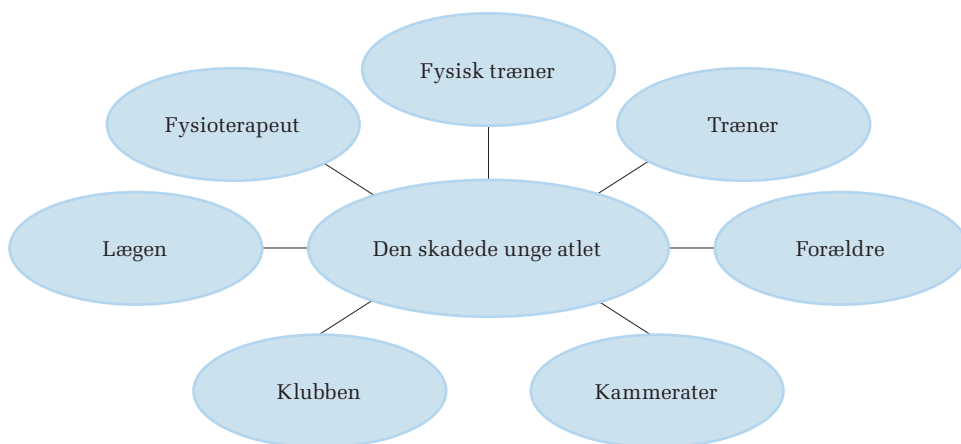 Fysisk træner
Fysioterapeut
Træner
Lægen
Den skadede unge atlet
Forældre
Klubben
Kammerater